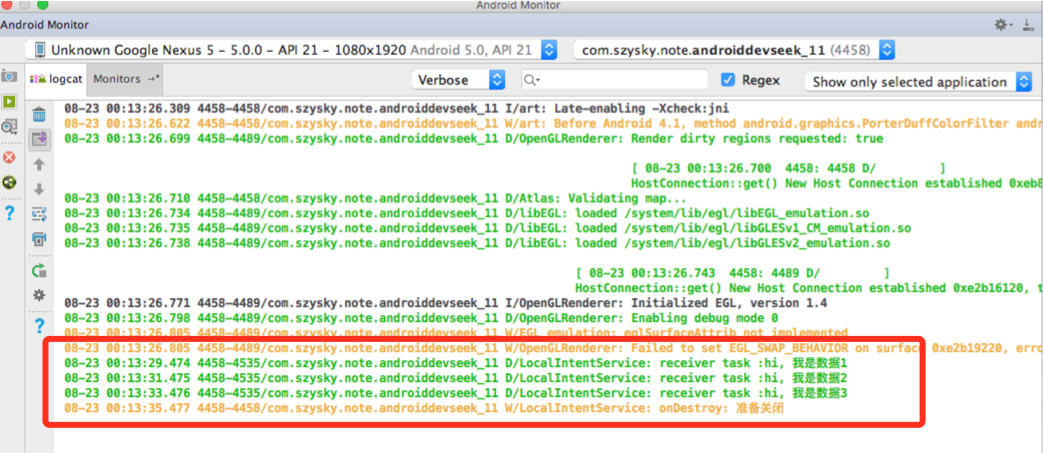 Android Monitor
Android Monitor
Unknown Google Nexus 5 – 5.0.0 – API 21 – 1080x1920 Android 5.0, API 21 com.szysky.note.androiddevseek_11 (4458)
logcat Monitors →* Verbose Regex Show only selected application
08-23 00:13:26.309 4458-4458/com.szysky.note.androiddevseek_11 I/art: Late-enabling -Xcheck:jni
08-23 00:13:26.622 4458-4458/com.szysky.note.androiddevseek_11 W/art: Before Android 4.1, method android.graphics.PorterDuffColorFilter andr
08-23 00:13:26.699 4458-4489/com.szysky.note.androiddevseek_11 D/OpenGLRenderer: Render dirty regions requested: true
[ 08-23 00:13:26.700 4458: 4458 D/ ]
HostConnection::get() New Host Connection established 0xeb8
08-23 00:13:26.710 4458-4458/com.szysky.note.androiddevseek_11 D/Atlas: Validating map...
08-23 00:13:26.734 4458-4489/com.szysky.note.androiddevseek_11 D/libEGL: loaded /system/lib/egl/libEGL_emulation.so
08-23 00:13:26.735 4458-4489/com.szysky.note.androiddevseek_11 D/libEGL: loaded /system/lib/egl/libGLESv1_CM_emulation.so
08-23 00:13:26.738 4458-4489/com.szysky.note.androiddevseek_11 D/libEGL: loaded /system/lib/egl/libGLESv2_emulation.so
[ 08-23 00:13:26.743 4458: 4489 D/ ]
HostConnection::get() New Host Connection established 0xe2b16120, t
08-23 00:13:26.771 4458-4489/com.szysky.note.androiddevseek_11 I/OpenGLRenderer: Initialized EGL, version 1.4
08-23 00:13:26.798 4458-4489/com.szysky.note.androiddevseek_11 D/OpenGLRenderer: Enabling debug mode 0
08-23 00:13:26.805 4458-4489/com.szysky.note.androiddevseek_11 W/EGL_emulation: eglSurfaceAttrib not implemented
08-23 00:13:26.805 4458-4489/com.szysky.note.androiddevseek_11 W/OpenGLRenderer: Failed to set EGL_SWAP_BEHAVIOR on surface 0xe2b19220, erro
08-23 00:13:29.474 4458-4535/com.szysky.note.androiddevseek_11 D/LocalIntentService: receiver task :hi, 我是数据1
08-23 00:13:31.475 4458-4535/com.szysky.note.androiddevseek_11 D/LocalIntentService: receiver task :hi, 我是数据2
08-23 00:13:33.476 4458-4535/com.szysky.note.androiddevseek_11 D/LocalIntentService: receiver task :hi, 我是数据3
08-23 00:13:35.477 4458-4458/com.szysky.note.androiddevseek_11 W/LocalIntentService: onDestroy: 准备关闭